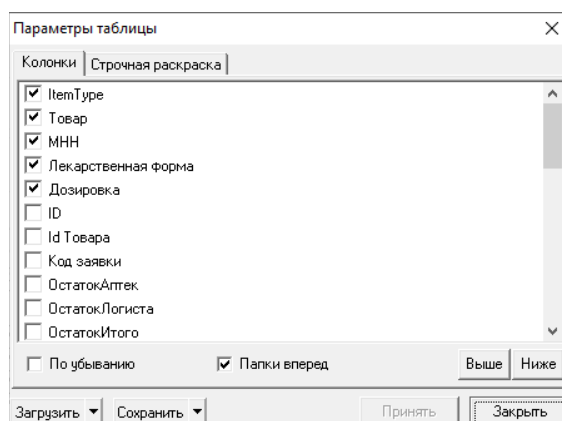 Параметры таблицы
Колонки Строчная раскраска
ItemType
Товар
МНН
Лекарственная форма
Дозировка
ID
Id Товара
Код заявки
ОстатокАптек
ОстатокЛогиста
ОстатокИтого
По убыванию Папки вперед Выше Ниже
Загрузить Сохранить Принять Закрыть